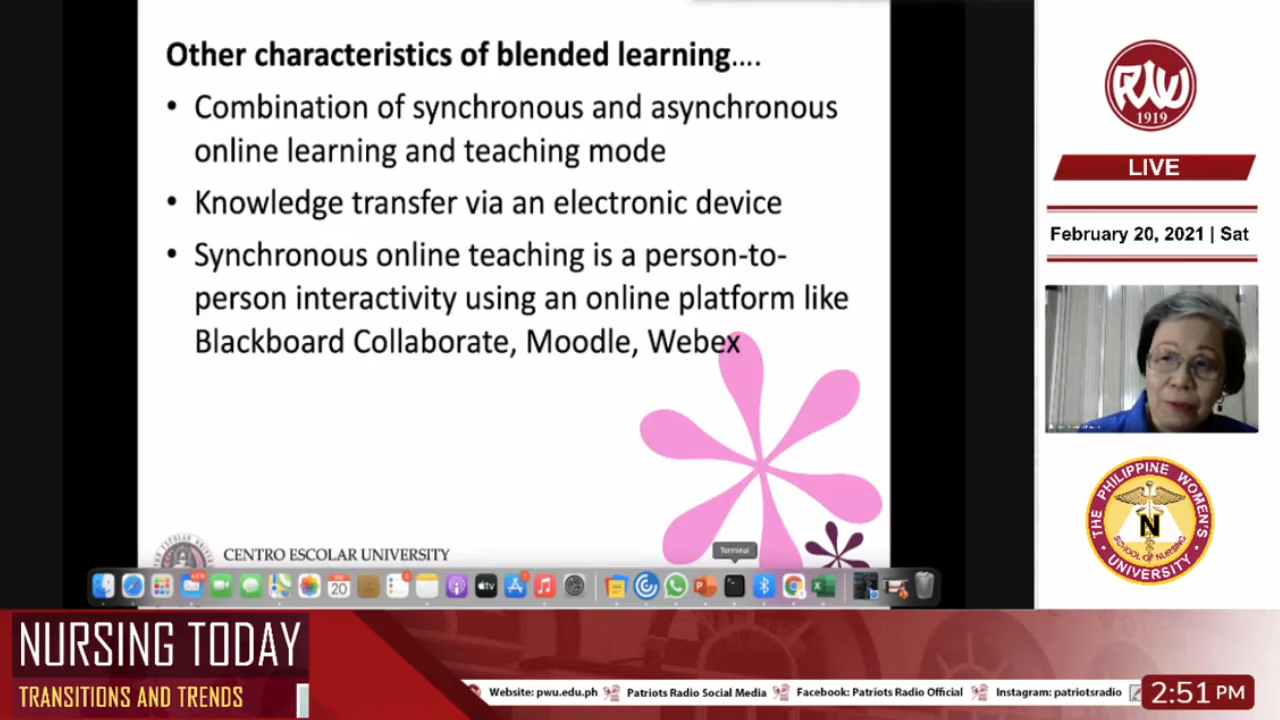 Other characteristics of blended learning....
• Combination of synchronous and asynchronous
online learning and teaching mode
• Knowledge transfer via an electronic device
• Synchronous online teaching is a person-to-
person interactivity using an online platform like
Blackboard Collaborate, Moodle, Webex
CENTRO ESCOLAR UNIVERSITY
Terminal
20
RW
1919
LIVE
February 20, 2021 | Sat
THE PHILIPPINE WOMEN'S
UNIVERSITY
N
SCHOOL OF NURSING
NURSING TODAY
TRANSITIONS AND TRENDS
Website: pwu.edu.ph Patriots Radio Social Media Facebook: Patriots Radio Official Instagram: patriotsradio
2:51 PM